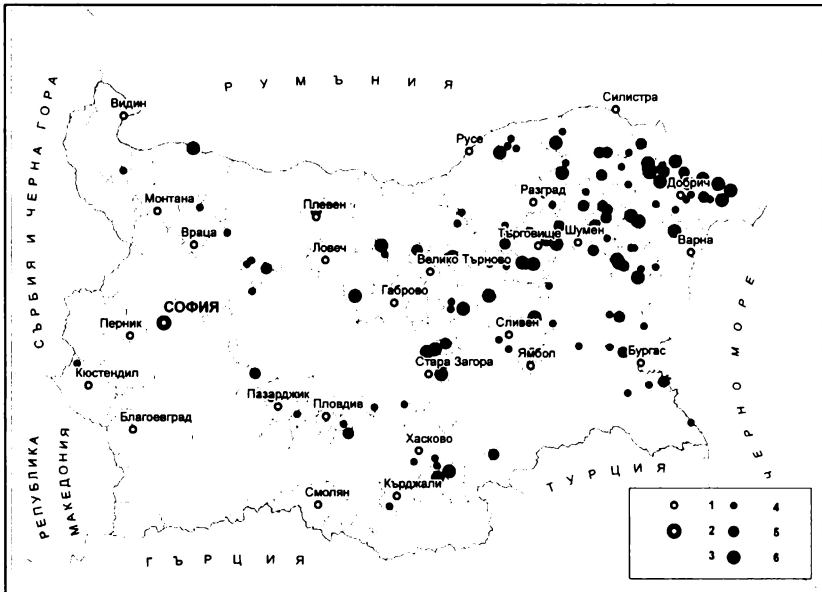 РУМЪНИЯ
СЪРБИЯ И ЧЕРНА ГОРА
Видин
Силистра
Русе
Монтана
Плевен
Разград
Добрич
Враца
Ловеч
Търговище
Шумен
Варна
Велико Търново
Габрово
СОФИЯ
Перник
Сливен
Ямбол
Бургас
ЧЕРНО МОРЕ
Кюстендил
Стара Загора
Пазарджик
Пловдив
Благоевград
Хасково
РЕПУБЛИКА
МАКЕДОНИЯ
ТУРЦИЯ
Кърджали
Смолян
ГЪРЦИЯ
1 4
2 5
3 6